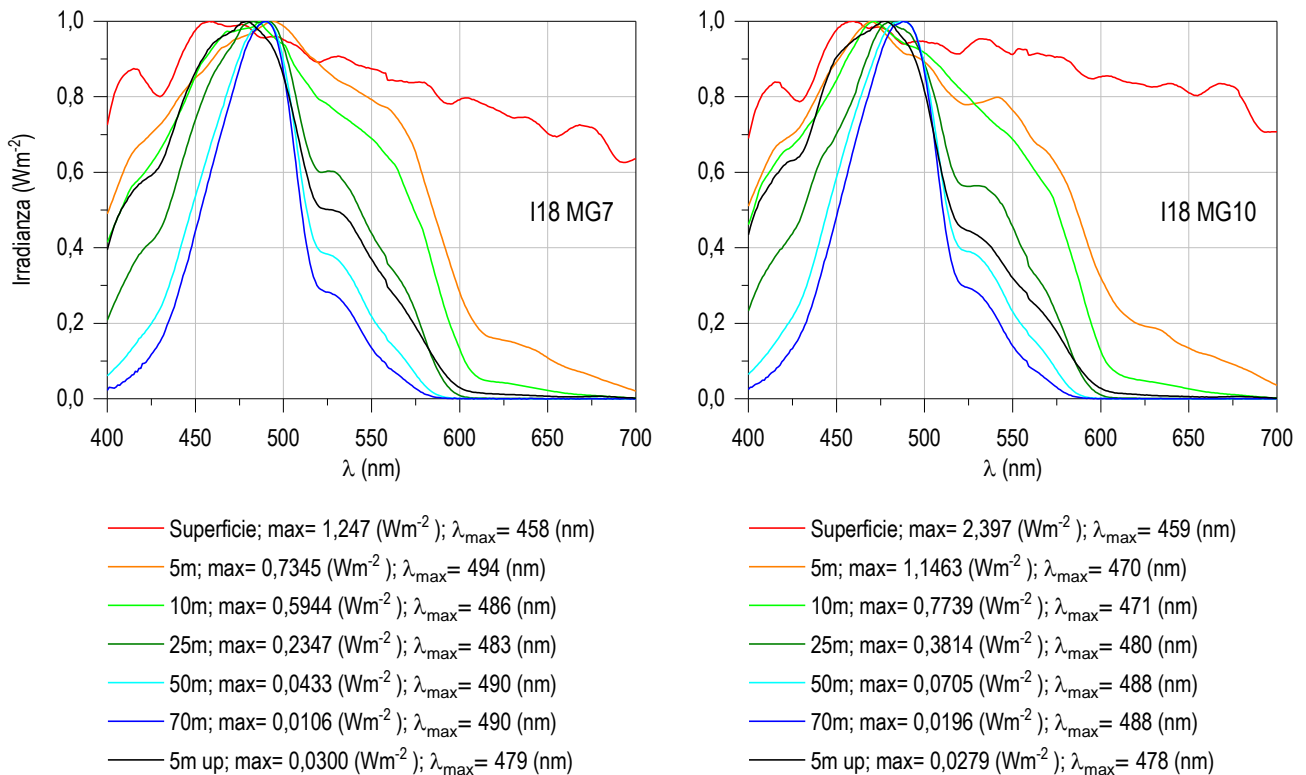 Irradianza (Wm-2)
1,0
0,8
0,6
0,4
0,2
0,0
400 450 500 550 600 650 700
λ (nm)
I18 MG7
Superficie; max= 1,247 (Wm-2 ); λmax= 458 (nm)
5m; max= 0,7345 (Wm-2 ); λmax= 494 (nm)
10m; max= 0,5944 (Wm-2 ); λmax= 486 (nm)
25m; max= 0,2347 (Wm-2 ); λmax= 483 (nm)
50m; max= 0,0433 (Wm-2 ); λmax= 490 (nm)
70m; max= 0,0106 (Wm-2 ); λmax= 490 (nm)
5m up; max= 0,0300 (Wm-2 ); λmax= 479 (nm)
1,0
0,8
0,6
0,4
0,2
0,0
400 450 500 550 600 650 700
λ (nm)
I18 MG10
Superficie; max= 2,397 (Wm-2 ); λmax= 459 (nm)
5m; max= 1,1463 (Wm-2 ); λmax= 470 (nm)
10m; max= 0,7739 (Wm-2 ); λmax= 471 (nm)
25m; max= 0,3814 (Wm-2 ); λmax= 480 (nm)
50m; max= 0,0705 (Wm-2 ); λmax= 488 (nm)
70m; max= 0,0196 (Wm-2 ); λmax= 488 (nm)
5m up; max= 0,0279 (Wm-2 ); λmax= 478 (nm)